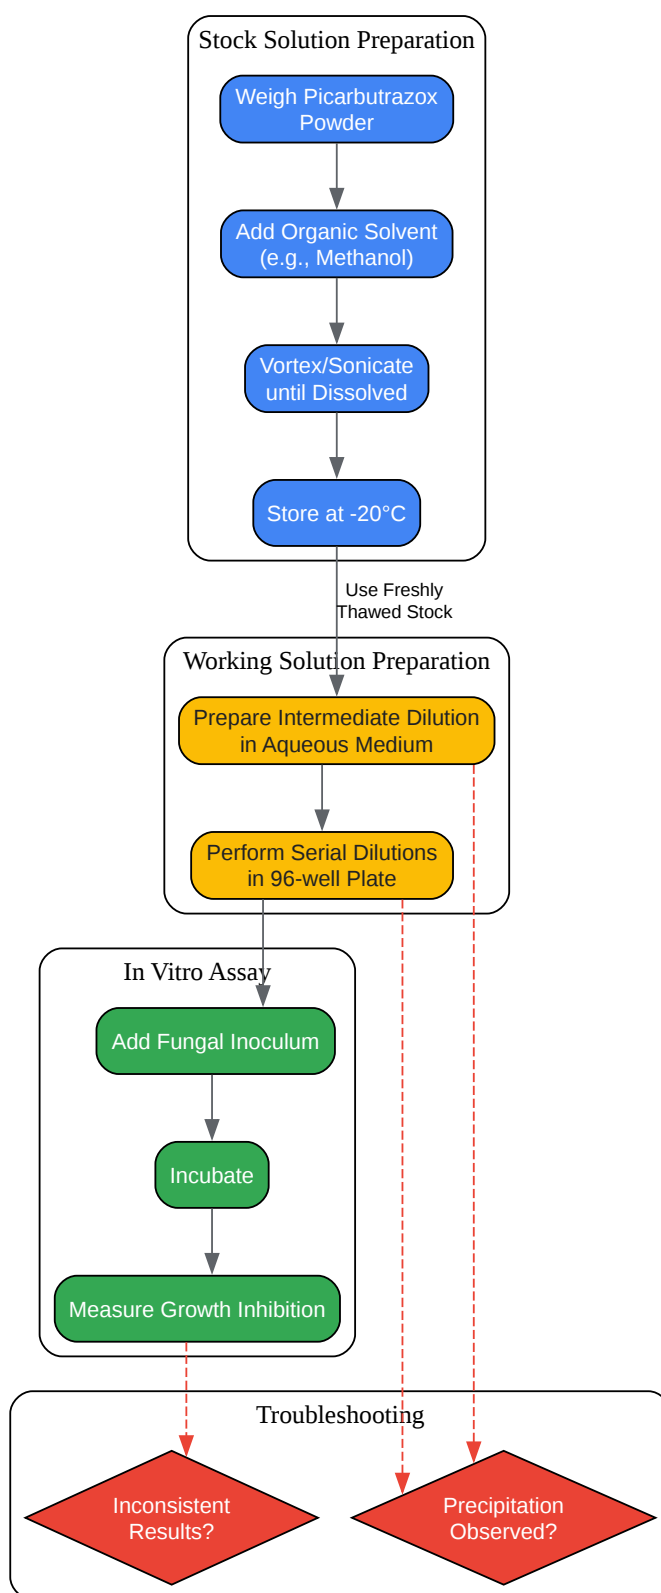 Stock Solution Preparation
Weigh Picarbutrazox
Powder
Add Organic Solvent
(e.g., Methanol)
Vortex/Sonicate
until Dissolved
Store at -20°C
Use Freshly
Thawed Stock
Working Solution Preparation
Prepare Intermediate Dilution
in Aqueous Medium
Perform Serial Dilutions
in 96-well Plate
In Vitro Assay
Add Fungal Inoculum
Incubate
Measure Growth Inhibition
Troubleshooting
Inconsistent
Results?
Precipitation
Observed?